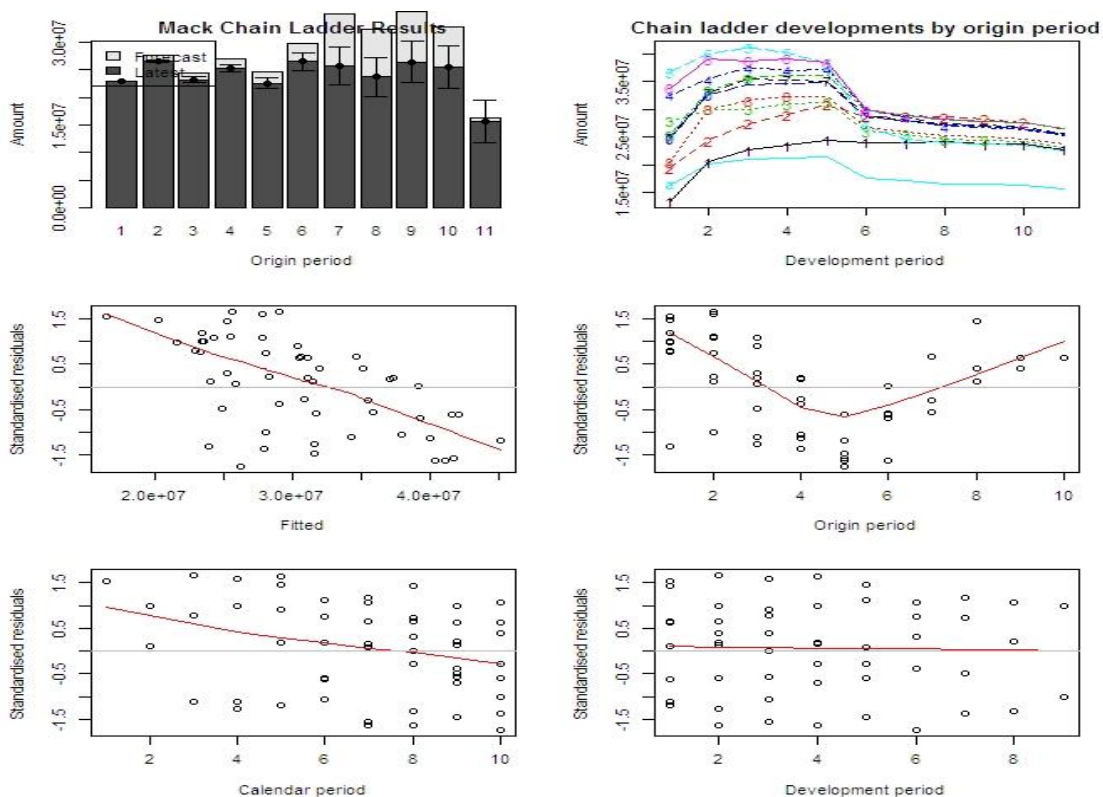 Mack Chain Ladder Results
Forecast
Latest
Amount
0.0e+00
1.5e+07
3.0e+07
1 2 3 4 5 6 7 8 9 10 11
Origin period
Chain ladder developments by origin period
Amount
1.5e+07
2.5e+07
3.5e+07
2 4 6 8 10
Development period
Standardised residuals
-1.5
-0.5
0.5
1.5
2.0e+07 3.0e+07 4.0e+07
Fitted
Standardised residuals
-1.5
-0.5
0.5
1.5
2 4 6 8 10
Origin period
Standardised residuals
-1.5
-0.5
0.5
1.5
2 4 6 8 10
Calendar period
Standardised residuals
-1.5
-0.5
0.5
1.5
2 4 6 8
Development period